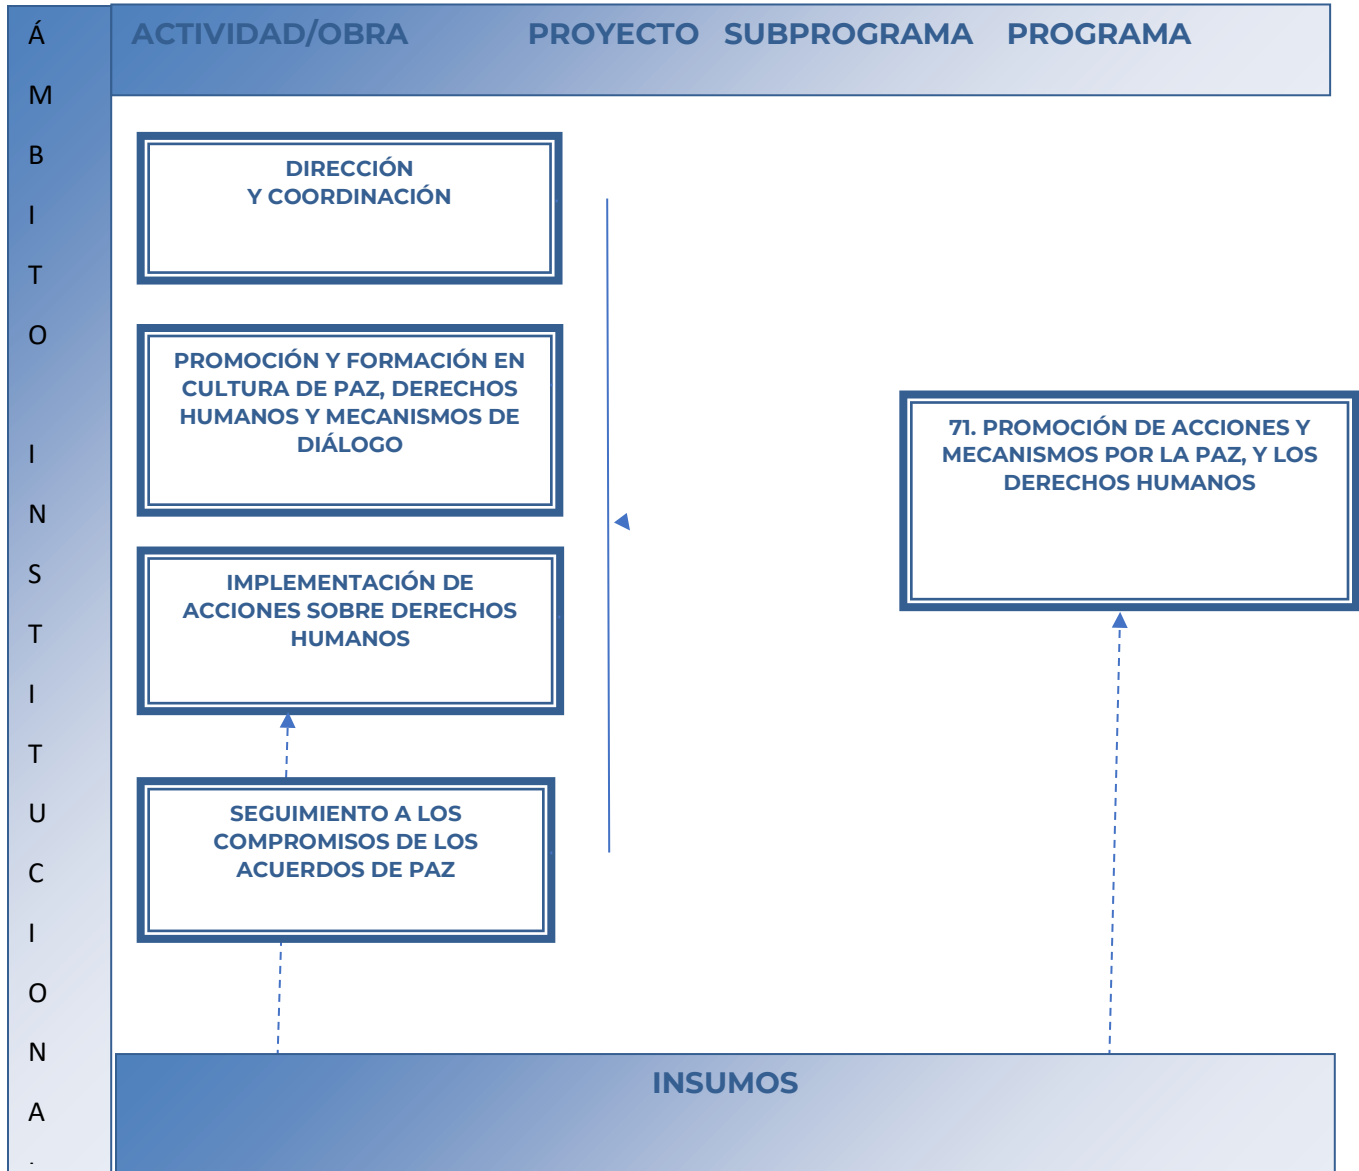 Á
M
B
I
T
O
I
N
S
T
I
T
U
C
I
O
N
A
ACTIVIDAD/OBRA PROYECTO SUBPROGRAMA PROGRAMA
DIRECCIÓN
Y COORDINACIÓN
PROMOCIÓN Y FORMACIÓN EN
CULTURA DE PAZ, DERECHOS
HUMANOS Y MECANISMOS DE
DIÁLOGO
IMPLEMENTACIÓN DE
ACCIONES SOBRE DERECHOS
HUMANOS
SEGUIMIENTO A LOS
COMPROMISOS DE LOS
ACUERDOS DE PAZ
71. PROMOCIÓN DE ACCIONES Y
MECANISMOS POR LA PAZ, Y LOS
DERECHOS HUMANOS
INSUMOS